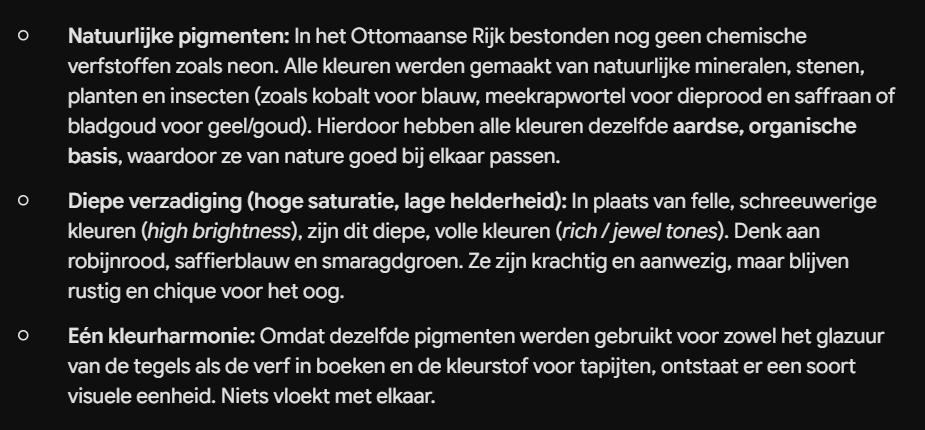 Natuurlijke pigmenten: In het Ottomaanse Rijk bestonden nog geen chemische
verfstoffen zoals neon. Alle kleuren werden gemaakt van natuurlijke mineralen, stenen,
planten en insecten (zoals kobalt voor blauw, meekrapwortel voor dieprood en saffraan of
bladgoud voor geel/goud). Hierdoor hebben alle kleuren dezelfde aardse, organische
basis, waardoor ze van nature goed bij elkaar passen.
Diepe verzadiging (hoge saturatie, lage helderheid): In plaats van felle, schreeuwerige
kleuren (high brightness), zijn dit diepe, volle kleuren (rich / jewel tones). Denk aan
robijnrood, saffierblauw en smaragdgroen. Ze zijn krachtig en aanwezig, maar blijven
rustig en chique voor het oog.
Eén kleurharmonie: Omdat dezelfde pigmenten werden gebruikt voor zowel het glazuur
van de tegels als de verf in boeken en de kleurstof voor tapijten, ontstaat er een soort
visuele eenheid. Niets vloekt met elkaar.